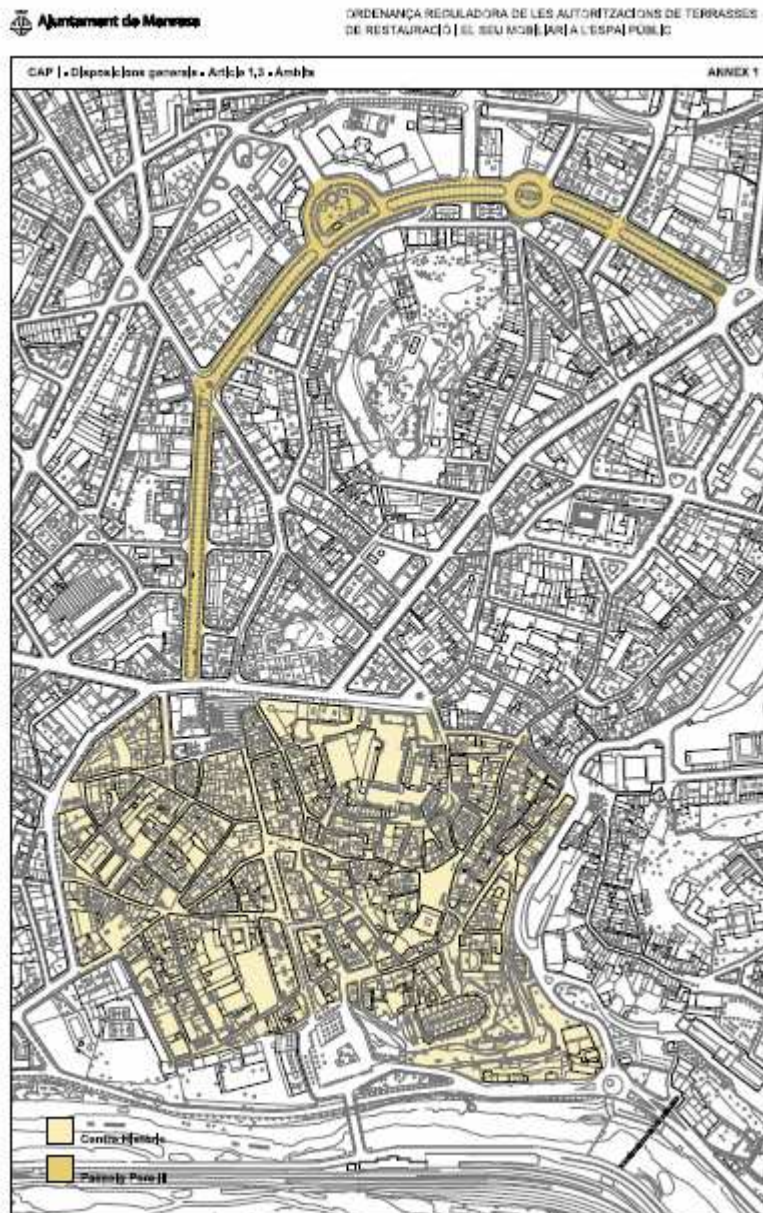 Ajuntament de Manresa
ORDENANÇA REGULADORA DE LES AUTORITZACIONS DE TERRASSES
DE RESTAURACIÓ I EL SEU MOBILIARI A L'ESPAI PÚBLIC
CAP I • Disposicions generals • Article 1,3 • Àmbits
ANNEX 1
Centre Històric
Passeig Pere III